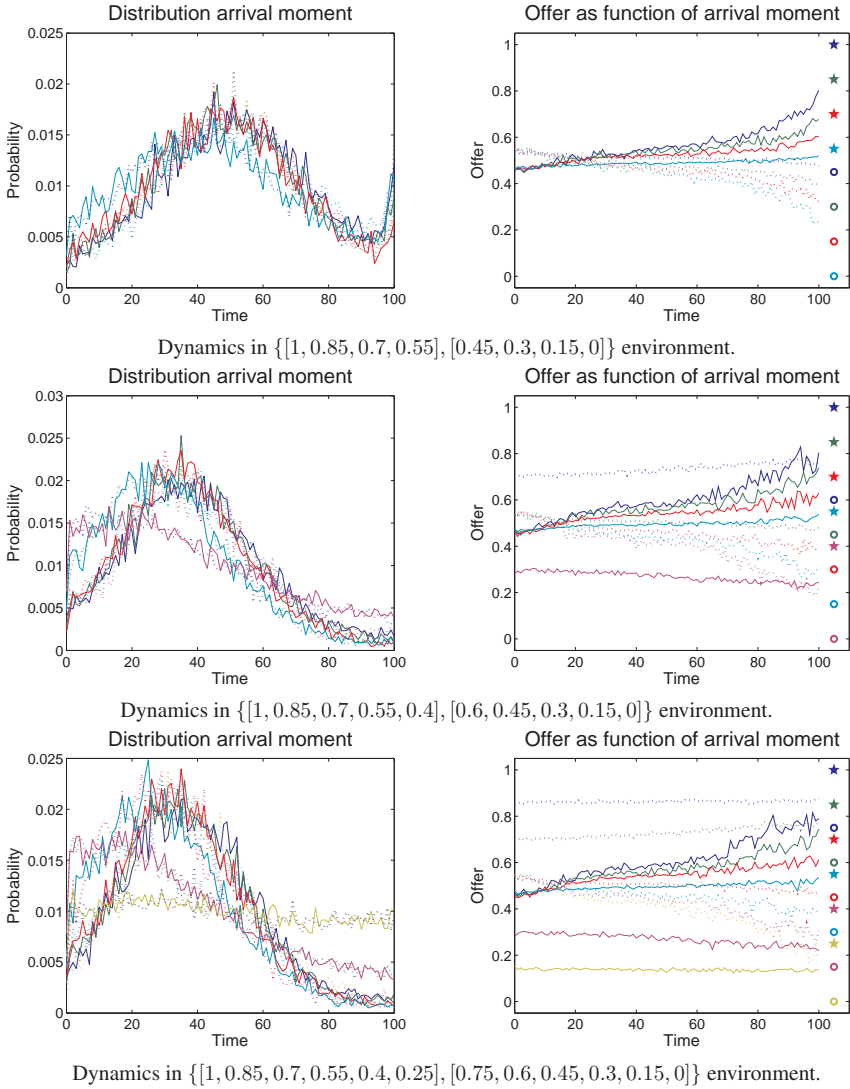 Distribution arrival moment
0.025
0.02
0.015
0.01
0.005
0
Probability
0 20 40 60 80 100
Time
Offer as function of arrival moment
1
0.8
0.6
0.4
0.2
0
Offer
0 20 40 60 80 100
Time
Dynamics in {[1, 0.85, 0.7, 0.55], [0.45, 0.3, 0.15, 0]} environment.
Distribution arrival moment
0.03
0.025
0.02
0.015
0.01
0.005
0
Probability
0 20 40 60 80 100
Time
Offer as function of arrival moment
1
0.8
0.6
0.4
0.2
0
Offer
0 20 40 60 80 100
Time
Dynamics in {[1, 0.85, 0.7, 0.55, 0.4], [0.6, 0.45, 0.3, 0.15, 0]} environment.
Distribution arrival moment
0.025
0.02
0.015
0.01
0.005
0
Probability
0 20 40 60 80 100
Time
Offer as function of arrival moment
1
0.8
0.6
0.4
0.2
0
Offer
0 20 40 60 80 100
Time
Dynamics in {[1, 0.85, 0.7, 0.55, 0.4, 0.25], [0.75, 0.6, 0.45, 0.3, 0.15, 0]} environment.